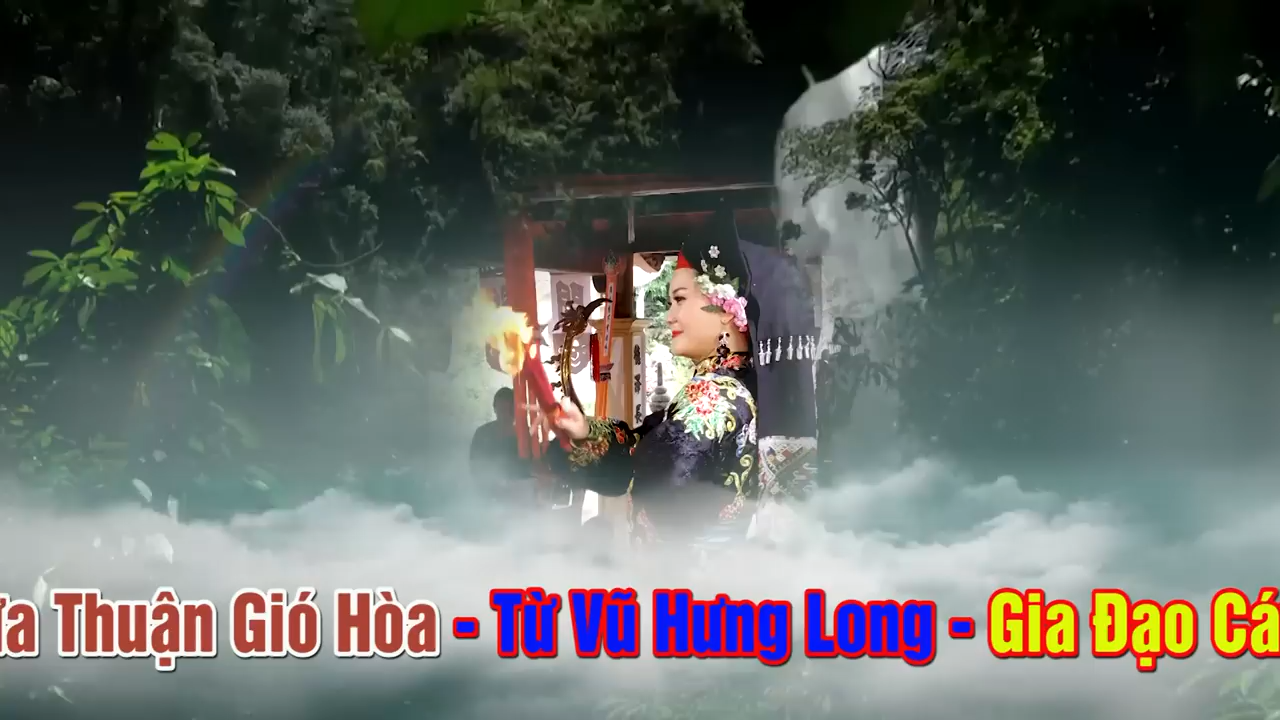 Thuận Gió Hòa - Từ Vũ Hưng Long - Gia Đạo